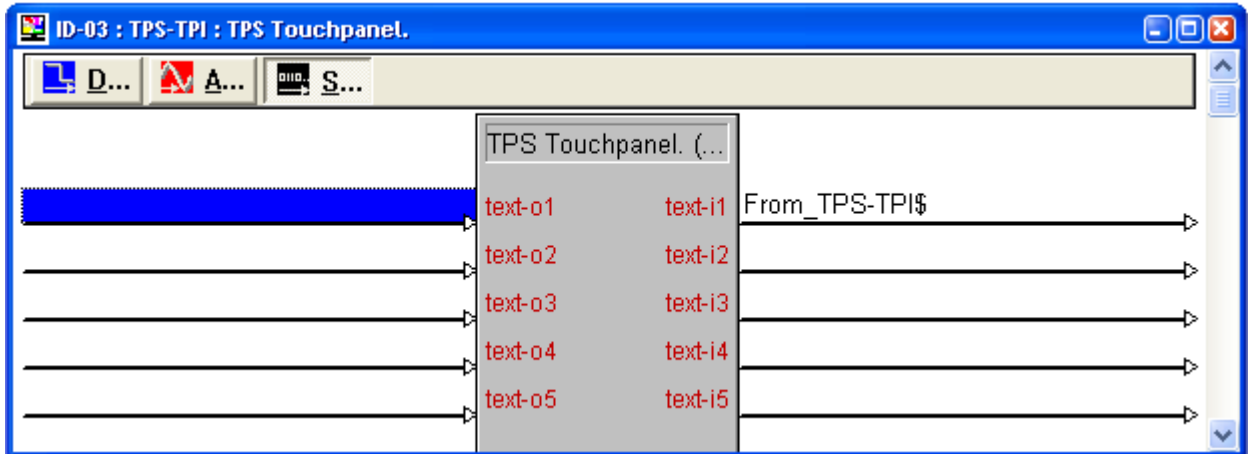 ID-03 : TPS-TPI : TPS Touchpanel.
D... A... S...
TPS Touchpanel. (...
text-o1 text-i1 From_TPS-TPI$
text-o2 text-i2
text-o3 text-i3
text-o4 text-i4
text-o5 text-i5